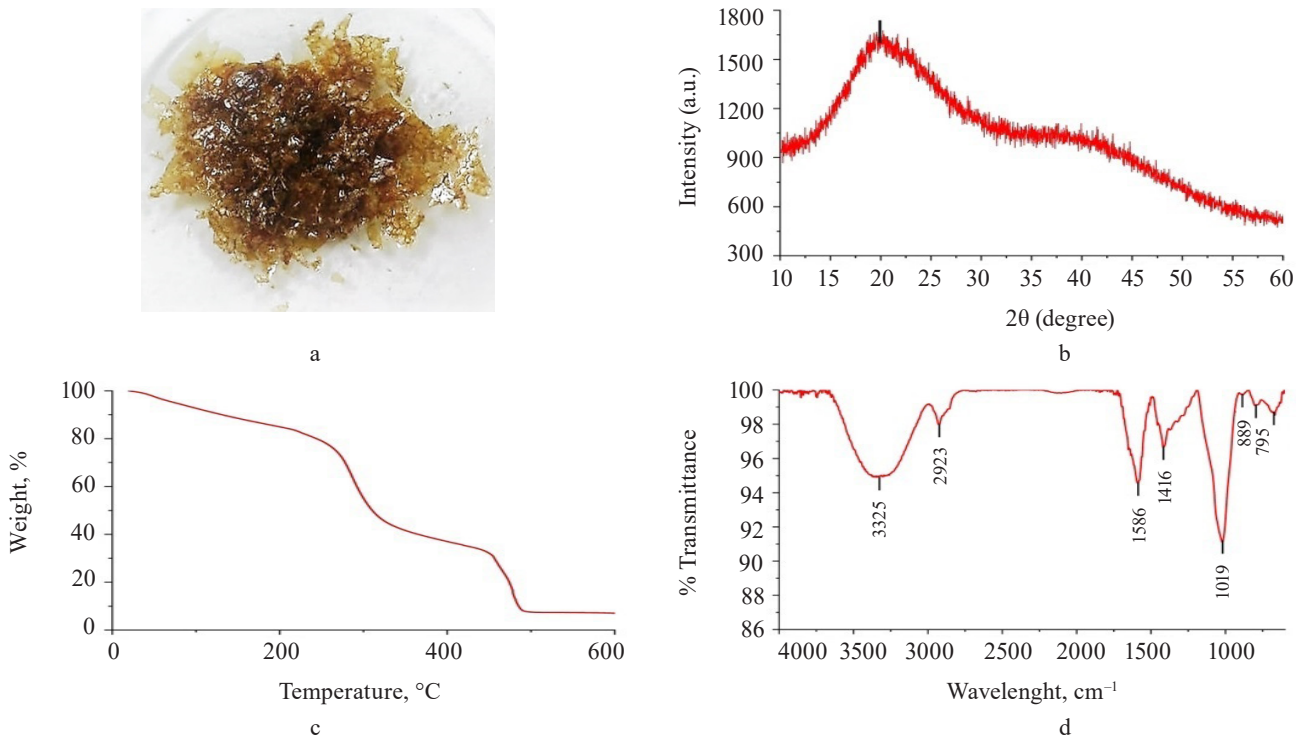 a
1800
1500
1200
900
600
300
Intensity (a.u.)
10 15 20 25 30 35 40 45 50 55 60
2θ (degree)
b
100
80
60
40
20
0
Weight, %
0 200 400 600
Temperature, °C
c
100
98
96
94
92
90
88
86
% Transmittance
3325
2923
1586
1416
1019
889
795
4000 3500 3000 2500 2000 1500 1000
Wavelenght, cm⁻¹
d